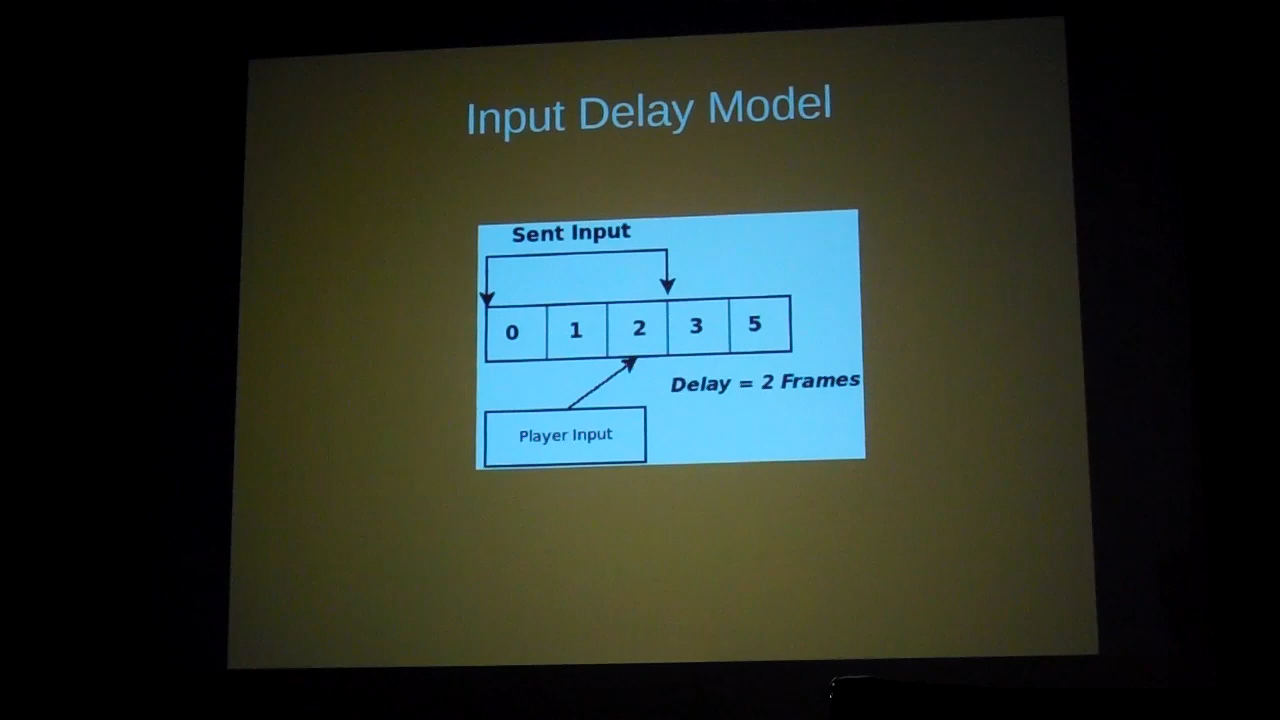 Input Delay Model
Sent Input
0 1 2 3 5
Delay = 2 Frames
Player Input